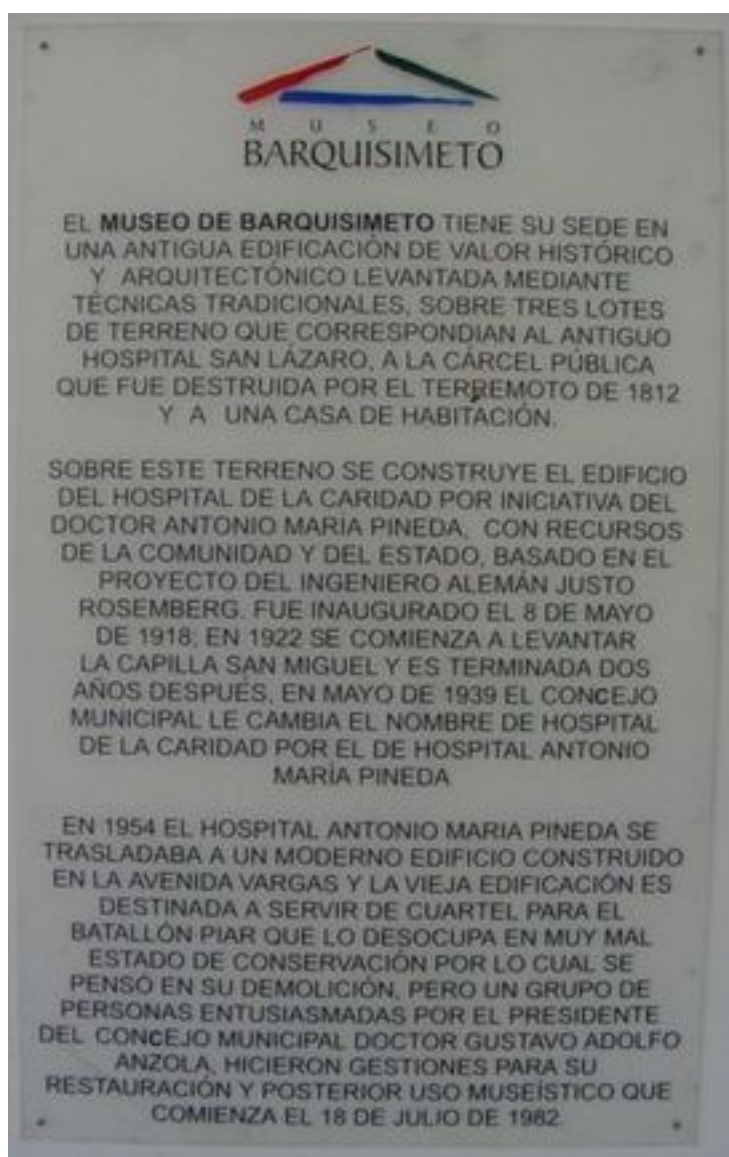 MUSEO
BARQUISIMETO
EL MUSEO DE BARQUISIMETO TIENE SU SEDE EN
UNA ANTIGUA EDIFICACIÓN DE VALOR HISTÓRICO
Y ARQUITECTÓNICO LEVANTADA MEDIANTE
TÉCNICAS TRADICIONALES, SOBRE TRES LOTES
DE TERRENO QUE CORRESPONDIAN AL ANTIGUO
HOSPITAL SAN LÁZARO, A LA CÁRCEL PÚBLICA
QUE FUE DESTRUIDA POR EL TERREMOTO DE 1812
Y A UNA CASA DE HABITACIÓN.
SOBRE ESTE TERRENO SE CONSTRUYE EL EDIFICIO
DEL HOSPITAL DE LA CARIDAD POR INICIATIVA DEL
DOCTOR ANTONIO MARIA PINEDA, CON RECURSOS
DE LA COMUNIDAD Y DEL ESTADO, BASADO EN EL
PROYECTO DEL INGENIERO ALEMÁN JUSTO
ROSEMBERG. FUE INAUGURADO EL 8 DE MAYO
DE 1918; EN 1922 SE COMIENZA A LEVANTAR
LA CAPILLA SAN MIGUEL Y ES TERMINADA DOS
AÑOS DESPUÉS, EN MAYO DE 1939 EL CONCEJO
MUNICIPAL LE CAMBIA EL NOMBRE DE HOSPITAL
DE LA CARIDAD POR EL DE HOSPITAL ANTONIO
MARÍA PINEDA
EN 1954 EL HOSPITAL ANTONIO MARIA PINEDA SE
TRASLADABA A UN MODERNO EDIFICIO CONSTRUIDO
EN LA AVENIDA VARGAS Y LA VIEJA EDIFICACIÓN ES
DESTINADA A SERVIR DE CUARTEL PARA EL
BATALLÓN PIAR QUE LO DESOCUPA EN MUY MAL
ESTADO DE CONSERVACIÓN POR LO CUAL SE
PENSÓ EN SU DEMOLICIÓN, PERO UN GRUPO DE
PERSONAS ENTUSIASMADAS POR EL PRESIDENTE
DEL CONCEJO MUNICIPAL DOCTOR GUSTAVO ADOLFO
ANZOLA, HICIERON GESTIONES PARA SU
RESTAURACIÓN Y POSTERIOR USO MUSEÍSTICO QUE
COMIENZA EL 18 DE JULIO DE 1982